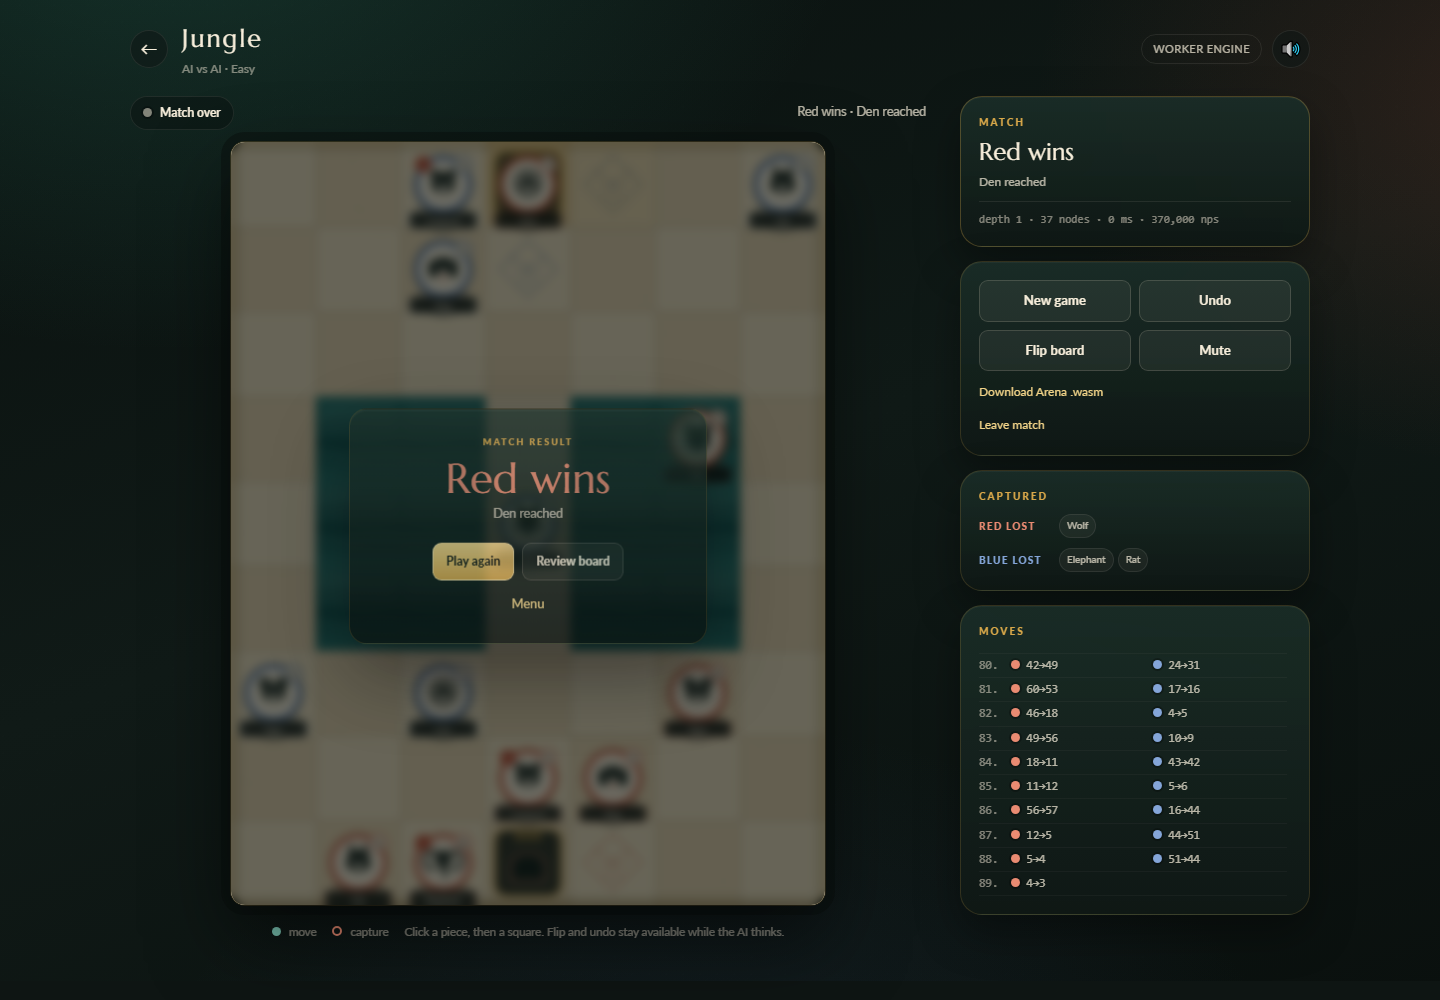 Jungle
AI vs AI · Easy
WORKER ENGINE
Match over
Red wins · Den reached
MATCH RESULT
Red wins
Den reached
Play again
Review board
Menu
move
capture
Click a piece, then a square. Flip and undo stay available while the AI thinks.
MATCH
Red wins
Den reached
depth 1 · 37 nodes · 0 ms · 370,000 nps
New game
Undo
Flip board
Mute
Download Arena .wasm
Leave match
CAPTURED
RED LOST Wolf
BLUE LOST Elephant Rat
MOVES
80. 42→49 24→31
81. 60→53 17→16
82. 46→18 4→5
83. 49→56 10→9
84. 18→11 43→42
85. 11→12 5→6
86. 56→57 16→44
87. 12→5 44→51
88. 5→4 51→44
89. 4→3